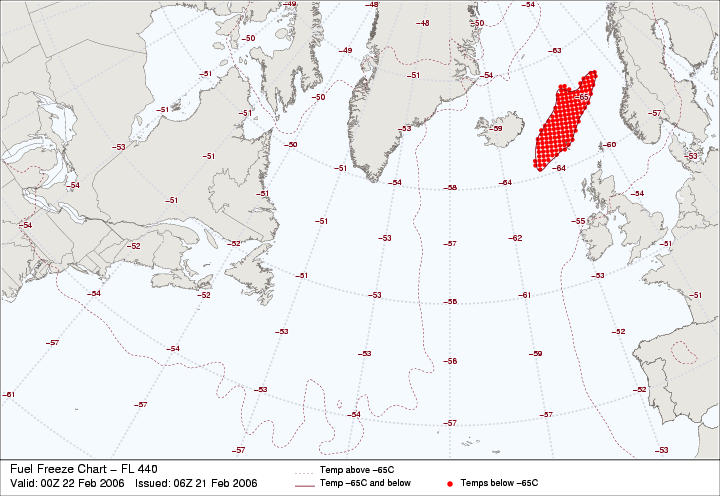 −49 −48 −54
−50 −48 −50
−49 −63
−51 −51 −54
−50 −65
−51 −51 −57
−53 −59
−53 −50 −60 −53
−51 −51 −64
−54 −54 −58 −64 −54
−51
−54 −51 −55
−52 −52 −53 −57 −62 −51
−51 −53
−54 −52 −53 −56 −51
−53 −52
−57 −54 −53 −59
−56
−61 −53 −52
−57 −54 −57
−57
−57 −53
Fuel Freeze Chart − FL 440
Valid: 00Z 22 Feb 2006 Issued: 06Z 21 Feb 2006
Temp above −65C
Temp −65C and below
Temps below −65C